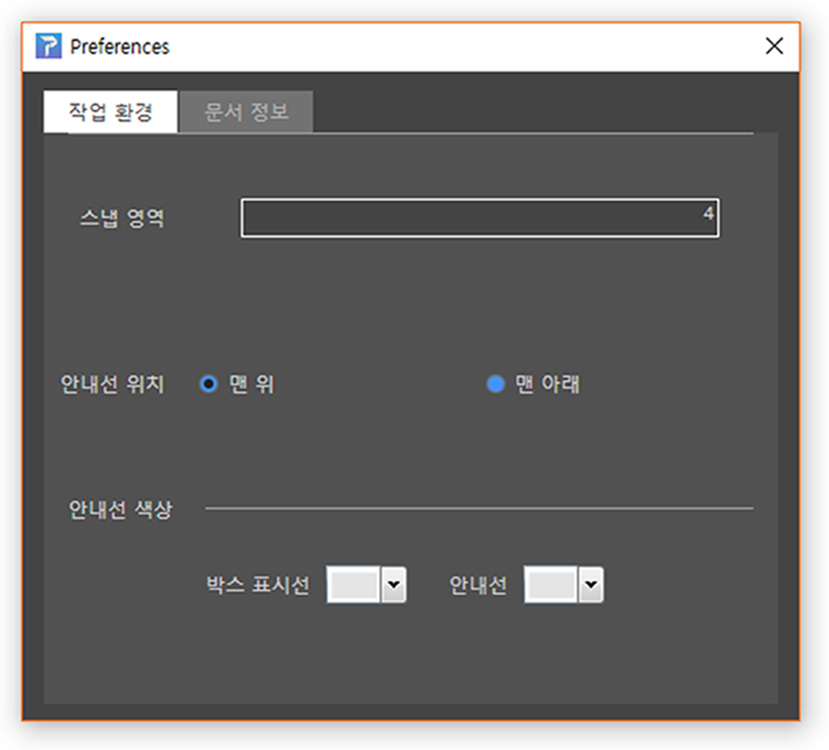 Preferences
작업 환경 문서 정보
스냅 영역 4
안내선 위치 맨 위 맨 아래
안내선 색상
박스 표시선 안내선